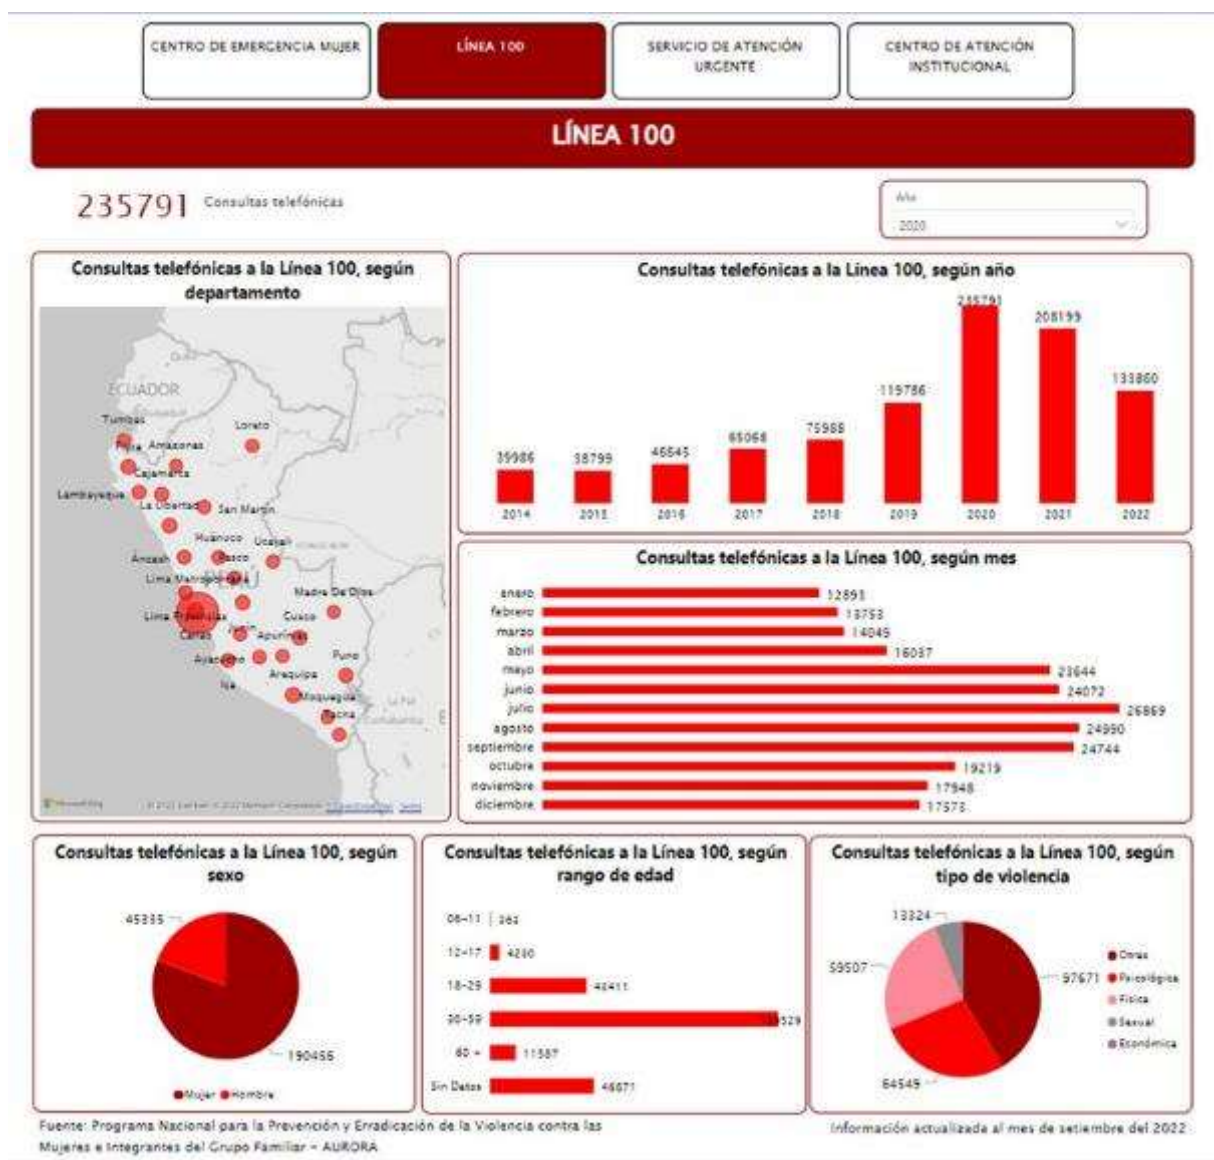 CENTRO DE EMERGENCIA MUJER
LÍNEA 100
SERVICIO DE ATENCIÓN
URGENTE
CENTRO DE ATENCIÓN
INSTITUCIONAL
LÍNEA 100
235791 Consultas telefónicas
Año
2020
Consultas telefónicas a la Línea 100, según
departamento
ECUADOR
Tumbes
Loreto
Piura Amazonas
Cajamarca
Lambayeque
La Libertad
San Martín
Huánuco
Ucayali
Áncash
Pasco
Lima Metropolitana
PERÚ
Madre De Dios
Lima Provincias
Cusco
Callao
Junín
Apurímac
Ayacucho
Puno
Arequipa
Ica
Moquegua
Tacna
Consultas telefónicas a la Línea 100, según año
39986
38799
46645
65068
75988
119786
235791
208199
133860
2014
2015
2016
2017
2018
2019
2020
2021
2022
Consultas telefónicas a la Línea 100, según mes
enero 12893
febrero 13753
marzo 14049
abril 16037
mayo 23644
junio 24072
julio 26869
agosto 24990
septiembre 24744
octubre 19219
noviembre 17948
diciembre 17573
Consultas telefónicas a la Línea 100, según
sexo
45335
190456
Mujer Hombre
Consultas telefónicas a la Línea 100, según
rango de edad
06-11
12-17
18-29
30-59
60 + 11587
Sin Datos 46671
Consultas telefónicas a la Línea 100, según
tipo de violencia
13324
59507
97671
64549
Otras
Psicológica
Física
Sexual
Económica
Fuente: Programa Nacional para la Prevención y Erradicación de la Violencia contra las
Mujeres e Integrantes del Grupo Familiar - AURORA
Información actualizada al mes de setiembre del 2022